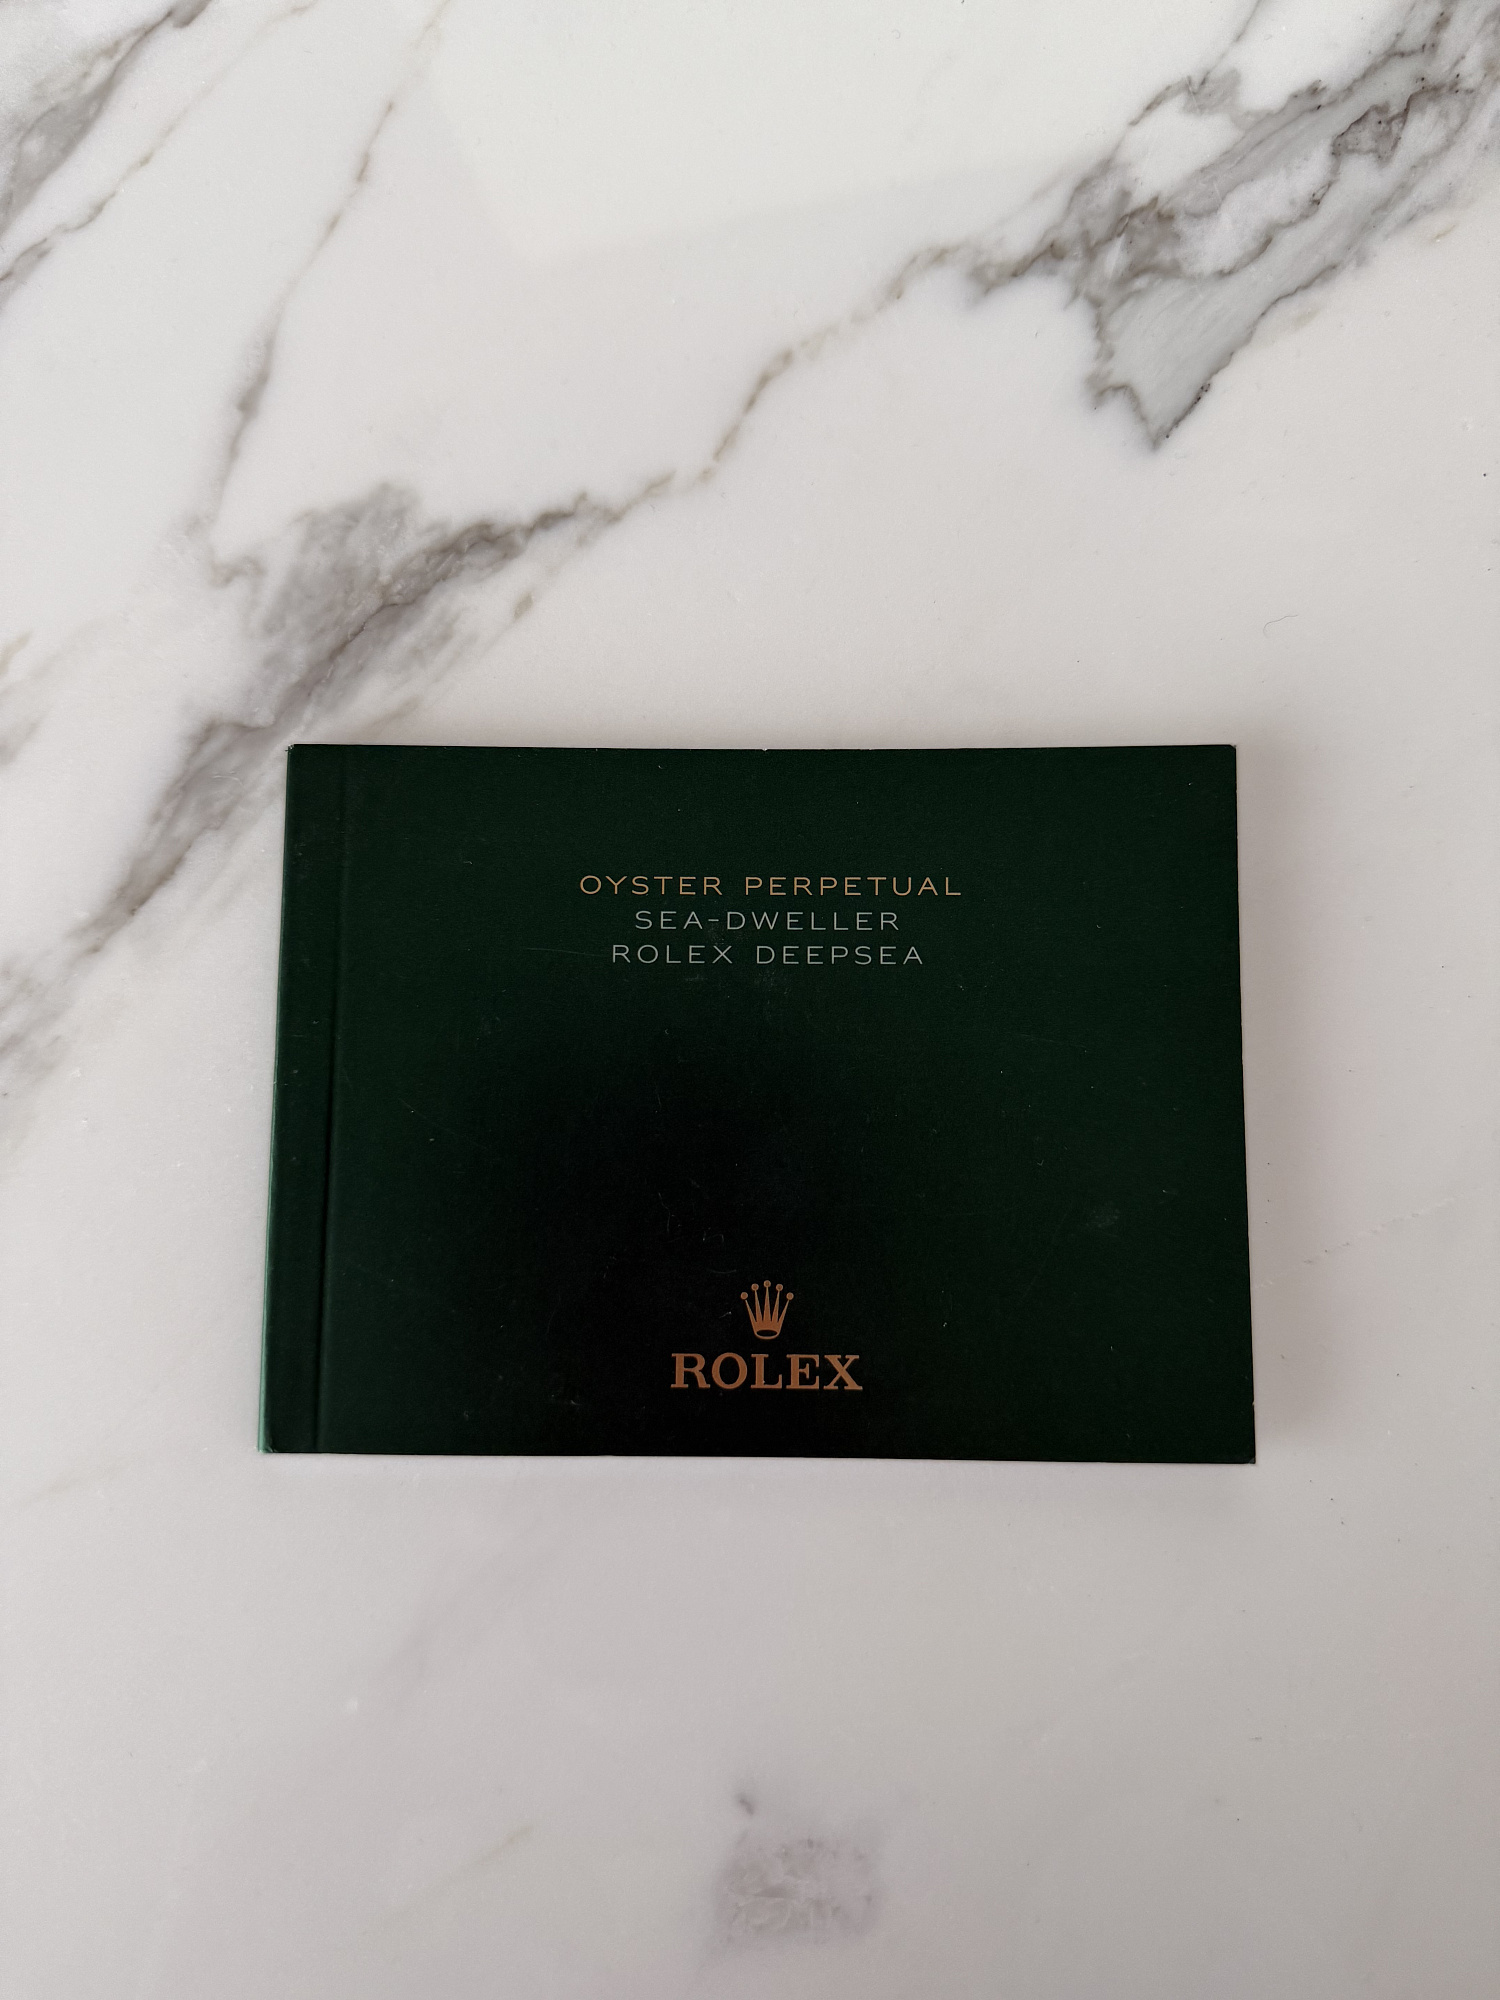 OYSTER PERPETUAL
SEA-DWELLER
ROLEX DEEPSEA
ROLEX